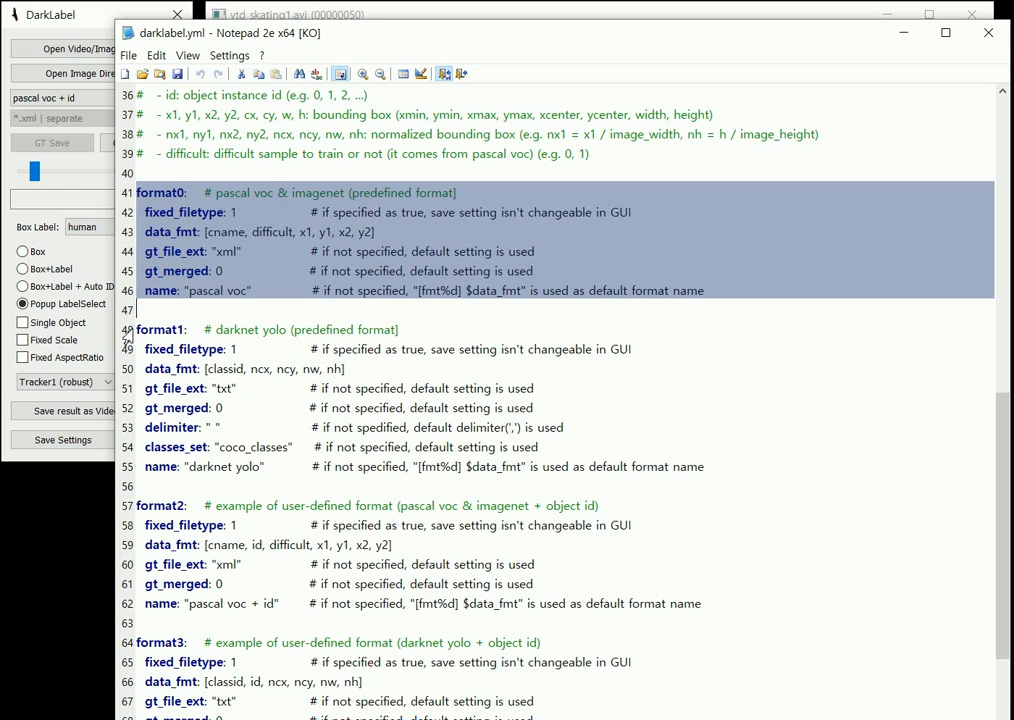 DarkLabel
vtd_skating1.avi (00000050)
Open Video/Imag
Open Image Dire
pascal voc + id
*.xml | separate
GT Save
Box Label: human
Box
Box+Label
Box+Label + Auto ID
Popup LabelSelect
Single Object
Fixed Scale
Fixed AspectRatio
Tracker1 (robust)
Save result as Vide
Save Settings
darklabel.yml - Notepad 2e x64 [KO]
File Edit View Settings ?
36 # - id: object instance id (e.g. 0, 1, 2, ...)
37 # - x1, y1, x2, y2, cx, cy, w, h: bounding box (xmin, ymin, xmax, ymax, xcenter, ycenter, width, height)
38 # - nx1, ny1, nx2, ny2, ncx, ncy, nw, nh: normalized bounding box (e.g. nx1 = x1 / image_width, nh = h / image_height)
39 # - difficult: difficult sample to train or not (it comes from pascal voc) (e.g. 0, 1)
40
41 format0: # pascal voc & imagenet (predefined format]
42 fixed_filetype: 1 # if specified as true, save setting isn't changeable in GUI
43 data_fmt: [cname, difficult, x1, y1, x2, y2]
44 gt_file_ext: "xml" # if not specified, default setting is used
45 gt_merged: 0 # if not specified, default setting is used
46 name: "pascal voc" # if not specified, "[fmt%d] $data_fmt" is used as default format name
47
48 format1: # darknet yolo (predefined format]
49 fixed_filetype: 1 # if specified as true, save setting isn't changeable in GUI
50 data_fmt: [classid, ncx, ncy, nw, nh]
51 gt_file_ext: "txt" # if not specified, default setting is used
52 gt_merged: 0 # if not specified, default setting is used
53 delimiter: " " # if not spedified, default delimiter(',') is used
54 classes_set: "coco_classes" # if not specified, default setting is used
55 name: "darknet yolo" # if not specified, "[fmt%d] $data_fmt" is used as default format name
56
57 format2: # example of user-defined format (pascal voc & imagenet + object id)
58 fixed_filetype: 1 # if specified as true, save setting isn't changeable in GUI
59 data_fmt: [cname, id, difficult, x1, y1, x2, y2]
60 gt_file_ext: "xml" # if not specified, default setting is used
61 gt_merged: 0 # if not specified, default setting is used
62 name: "pascal voc + id" # if not specified, "[fmt%d] $data_fmt" is used as default format name
63
64 format3: # example of user-defined format (darknet yolo + object id)
65 fixed_filetype: 1 # if specified as true, save setting isn't changeable in GUI
66 data_fmt: [classid, id, ncx, ncy, nw, nh]
67 gt_file_ext: "txt" # if not specified, default setting is used